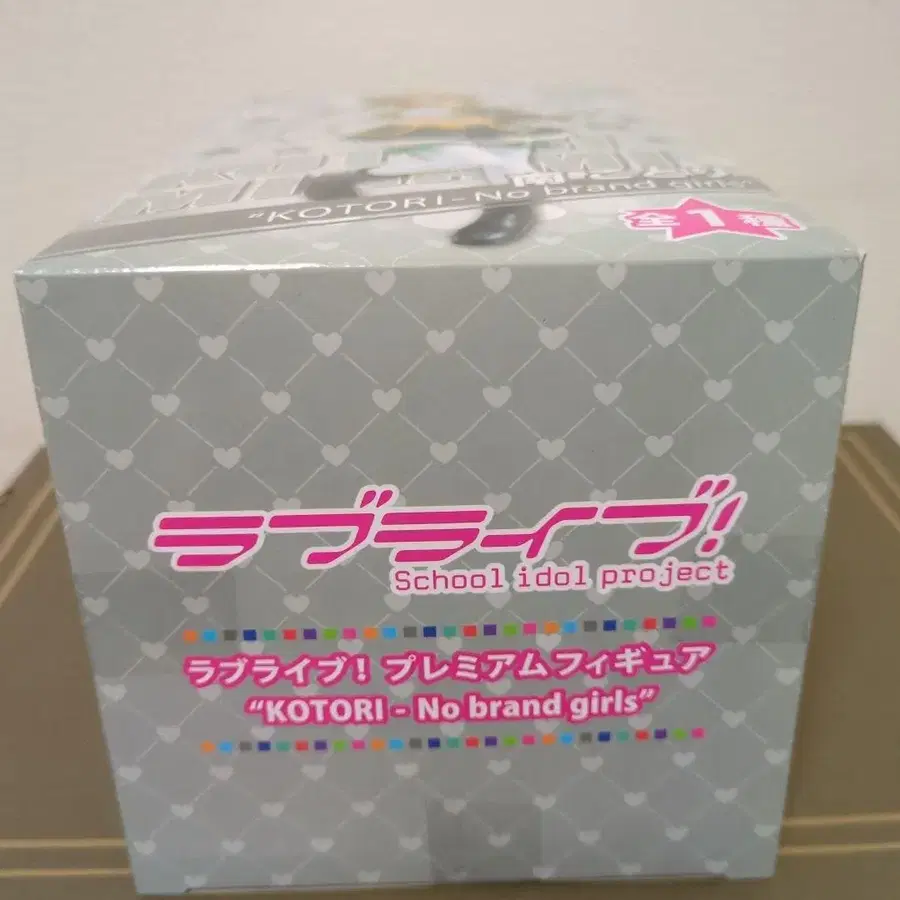 "KOTORI - No brand girls"
全1種
ラブライブ!
School idol project
ラブライブ! プレミアムフィギュア
"KOTORI - No brand girls"